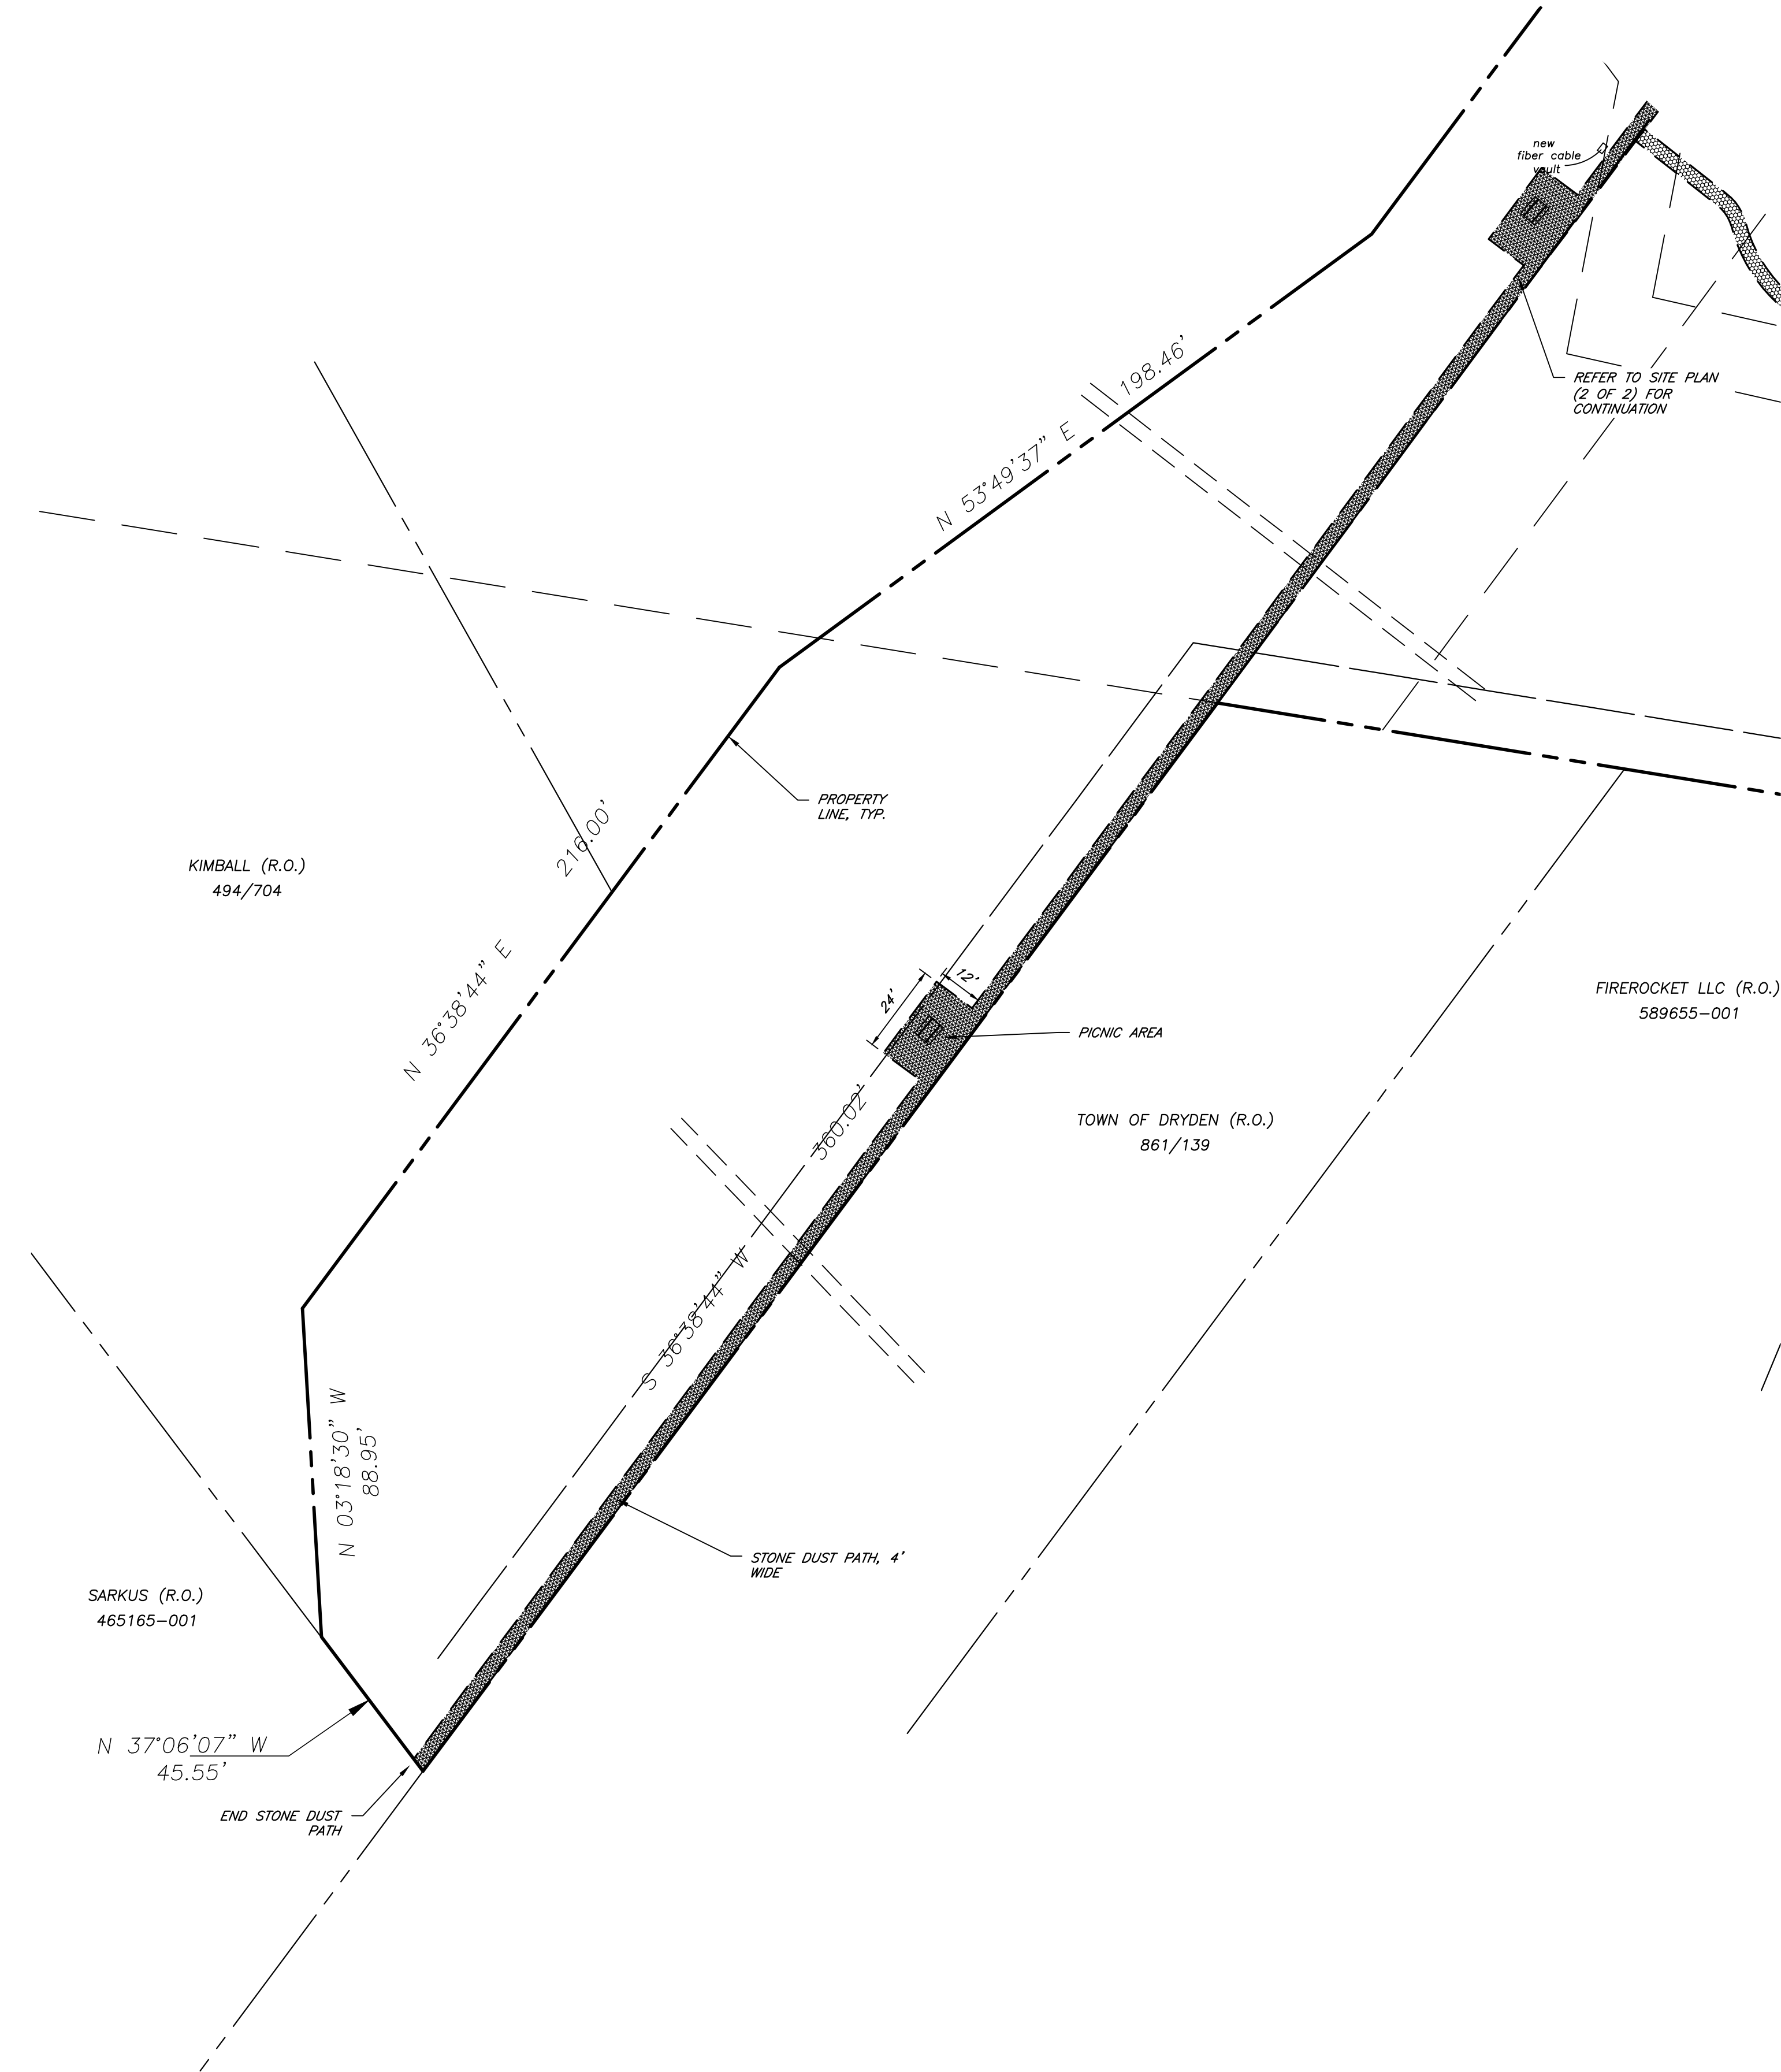 new
fiber cable
vault
REFER TO SITE PLAN
(2 OF 2) FOR
CONTINUATION
198.46’
N 53°49’37” E
PROPERTY
LINE, TYP.
216.00’
KIMBALL (R.O.)
494/704
N 36°38’44” E
12’
24’
PICNIC AREA
FIREROCKET LLC (R.O.)
589655-001
360.02’
TOWN OF DRYDEN (R.O.)
861/139
S 36°38’44” W
N 03°18’30” W
88.95’
STONE DUST PATH, 4’
WIDE
SARKUS (R.O.)
465165-001
N 37°06’07” W
45.55’
END STONE DUST
PATH